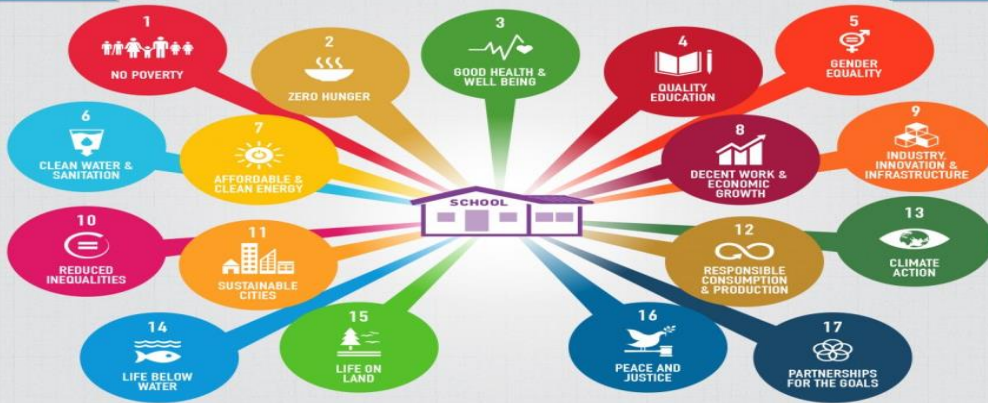 1
NO POVERTY
2
ZERO HUNGER
3
GOOD HEALTH &
WELL BEING
4
QUALITY
EDUCATION
5
GENDER
EQUALITY
6
CLEAN WATER &
SANITATION
7
AFFORDABLE &
CLEAN ENERGY
8
DECENT WORK &
ECONOMIC
GROWTH
9
INDUSTRY,
INNOVATION &
INFRASTRUCTURE
SCHOOL
10
REDUCED
INEQUALITIES
11
SUSTAINABLE
CITIES
12
RESPONSIBLE
CONSUMPTION
& PRODUCTION
13
CLIMATE
ACTION
14
LIFE BELOW
WATER
15
LIFE ON
LAND
16
PEACE AND
JUSTICE
17
PARTNERSHIPS
FOR THE GOALS